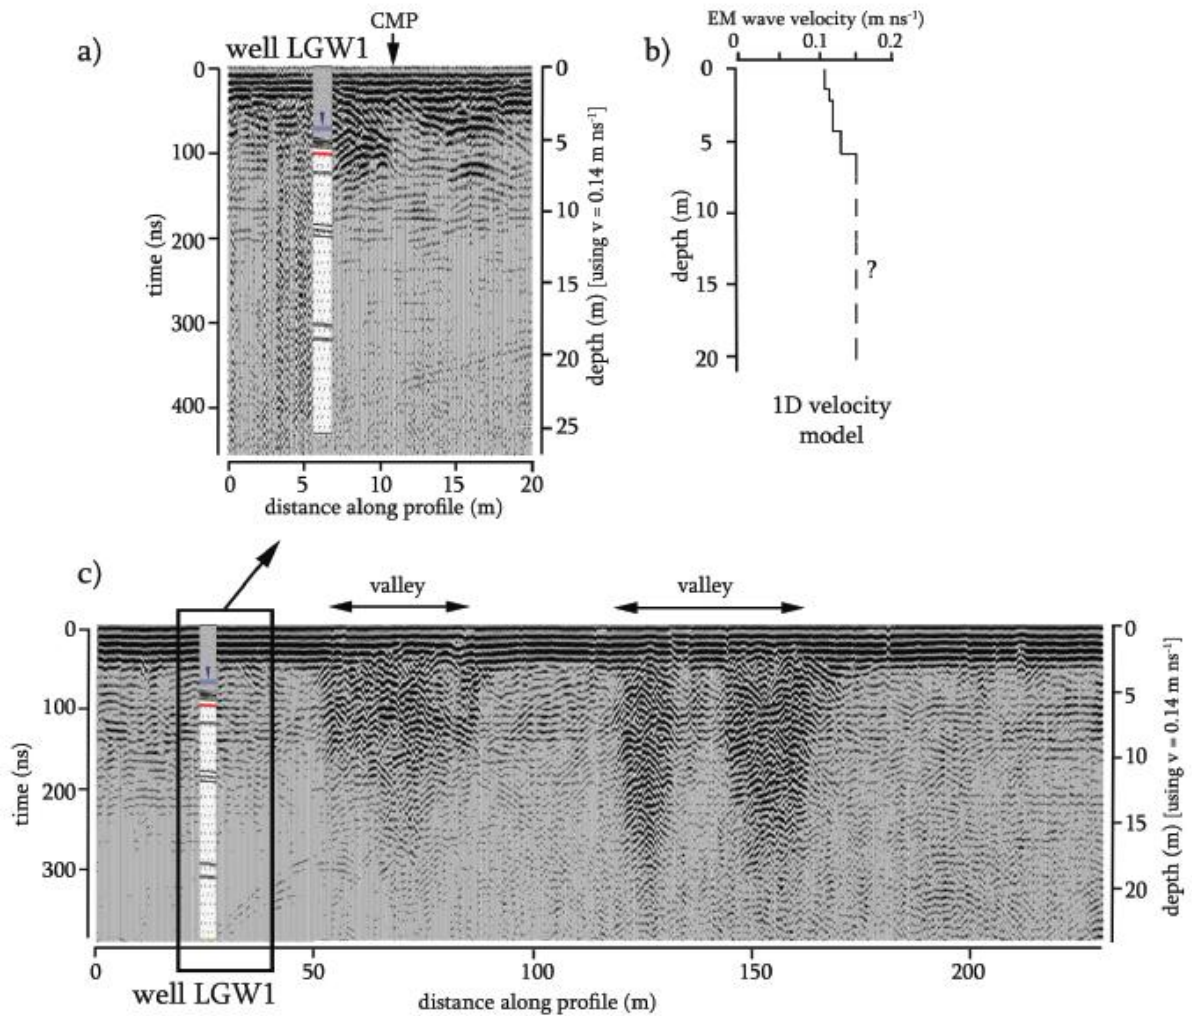 a)
well LGW1
CMP
0
100
200
300
400
time (ns)
0
5
10
15
20
25
depth (m) [using v = 0.14 m ns⁻¹]
0 5 10 15 20
distance along profile (m)
b)
EM wave velocity (m ns⁻¹)
0 0.1 0.2
0
5
10
15
20
depth (m)
?
1D velocity
model
c)
valley valley
0
100
200
300
time (ns)
0
5
10
15
20
depth (m) [using v = 0.14 m ns⁻¹]
0 50 100 150 200
well LGW1
distance along profile (m)